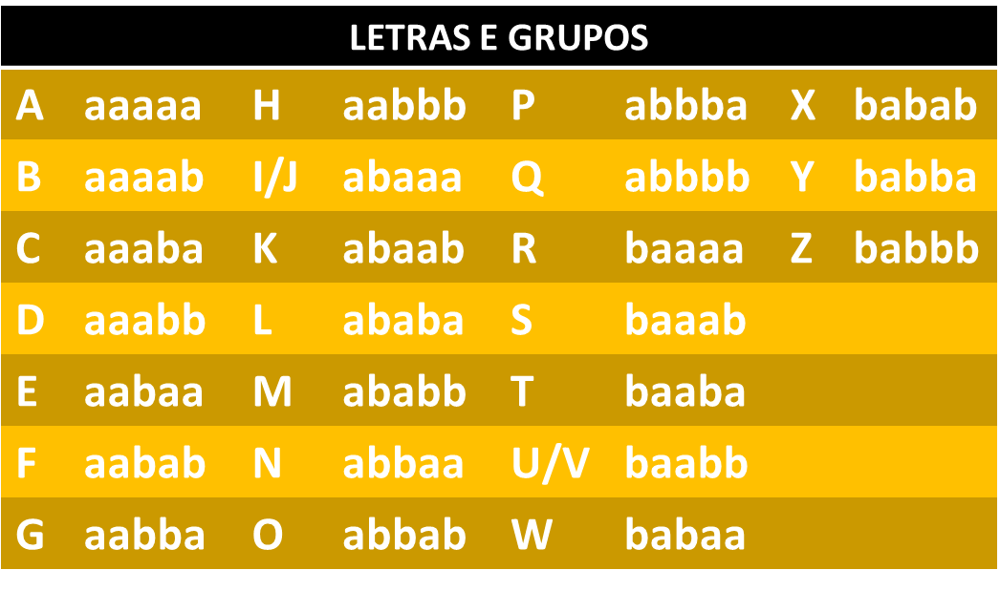 LETRAS E GRUPOS
A aaaaa H aabbb P abbba X babab
B aaaab I/J abaaa Q abbbb Y babba
C aaaba K abaab R baaaa Z babbb
D aaabb L ababa S baaab
E aabaa M ababb T baaba
F aabab N abbaa U/V baabb
G aabba O abbab W babaa